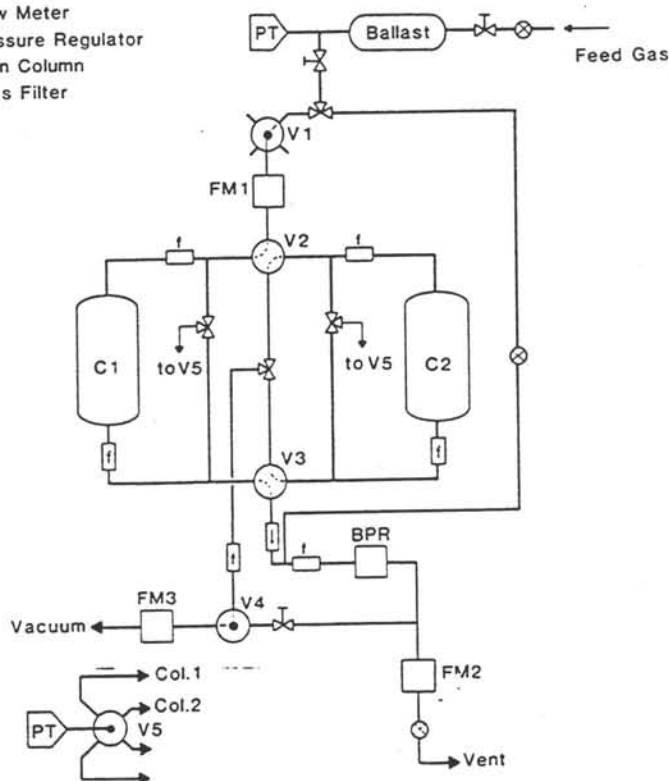 w Meter
ssure Regulator
n Column
s Filter
PT
Ballast
Feed Gas
V1
FM1
f
V2
f
C1
to V5
to V5
C2
f
V3
f
f
f
f
BPR
FM3
V4
Vacuum
FM2
Col.1
Col.2
PT
V5
Vent